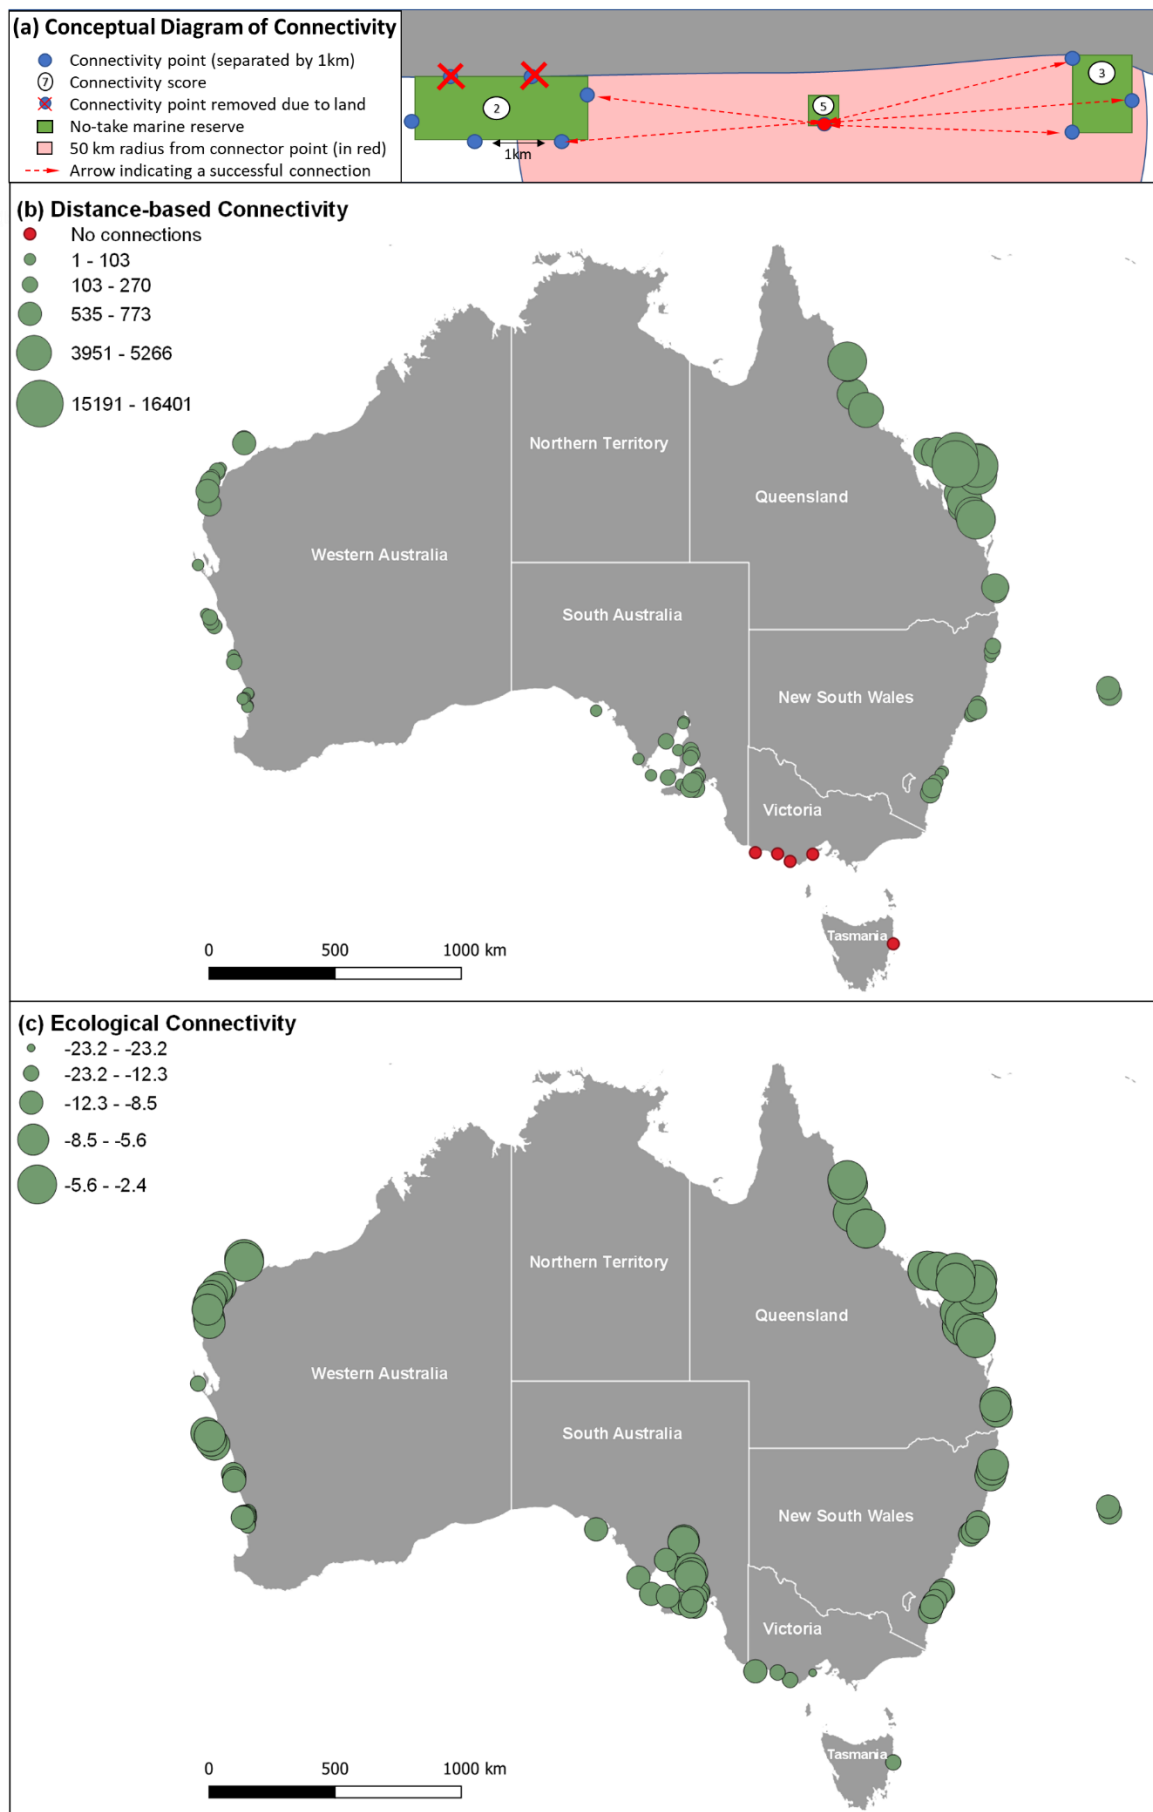 (a) Conceptual Diagram of Connectivity
Connectivity point (separated by 1km)
7 Connectivity score
Connectivity point removed due to land
No-take marine reserve
50 km radius from connector point (in red)
Arrow indicating a successful connection
2
5
3
1km
(b) Distance-based Connectivity
No connections
1 - 103
103 - 270
535 - 773
3951 - 5266
15191 - 16401
Northern Territory
Queensland
Western Australia
South Australia
New South Wales
Victoria
Tasmania
0 500 1000 km
(c) Ecological Connectivity
-23.2 - -23.2
-23.2 - -12.3
-12.3 - -8.5
-8.5 - -5.6
-5.6 - -2.4
Northern Territory
Queensland
Western Australia
South Australia
New South Wales
Victoria
Tasmania
0 500 1000 km